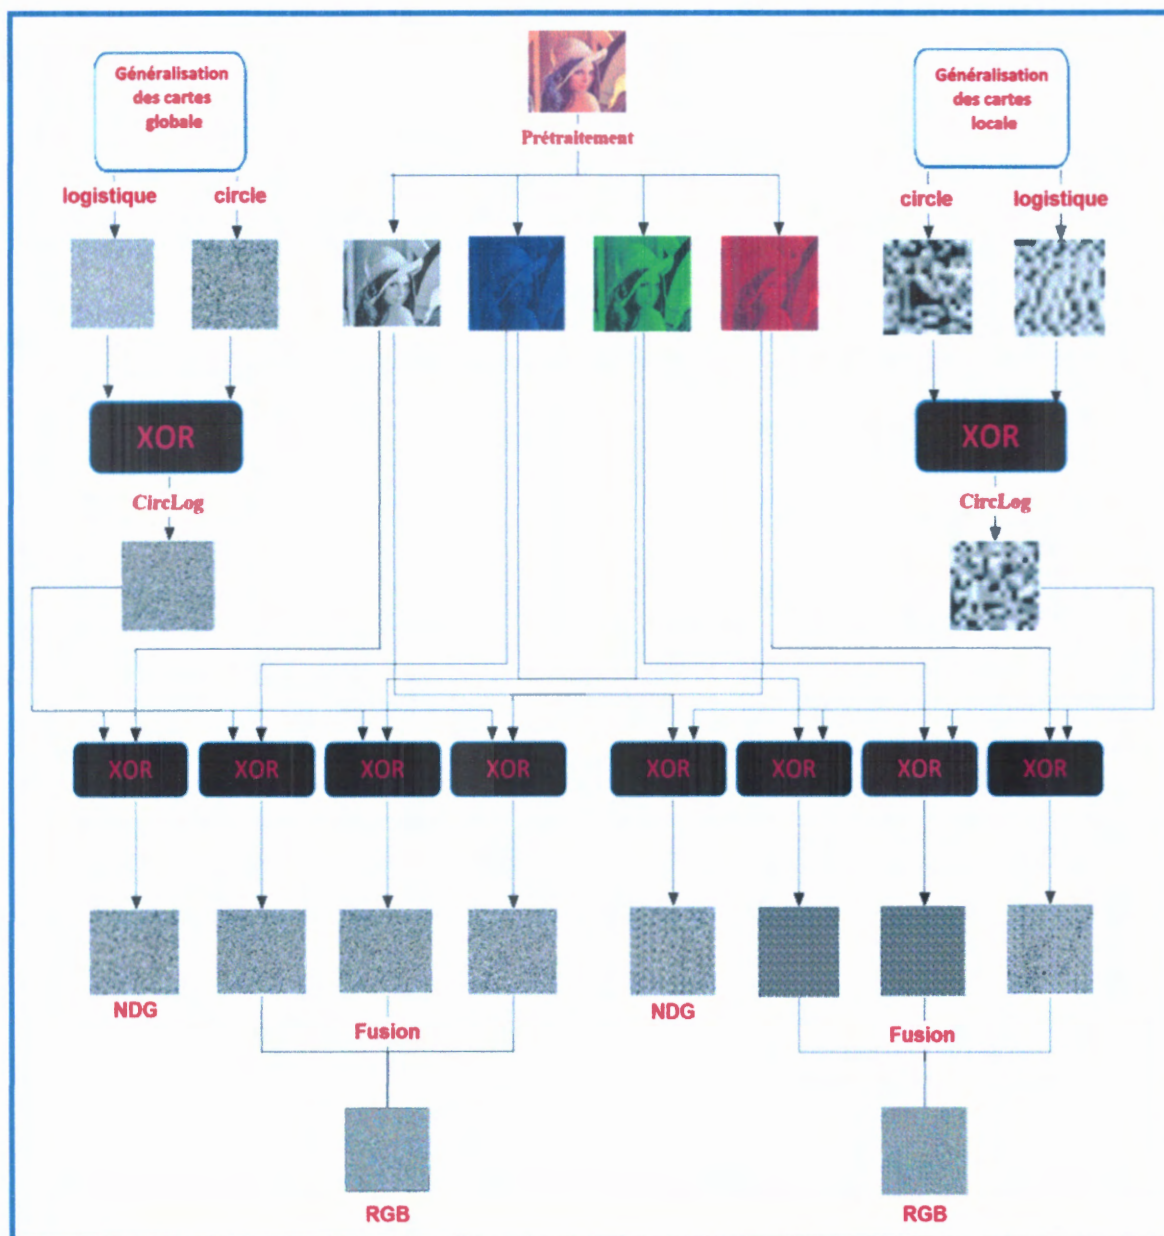 Généralisation
des cartes
globale
Prétraitement
Généralisation
des cartes
locale
logistique
circle
circle
logistique
XOR
XOR
CircLog
CircLog
XOR
XOR
XOR
XOR
XOR
XOR
XOR
XOR
NDG
NDG
Fusion
Fusion
RGB
RGB